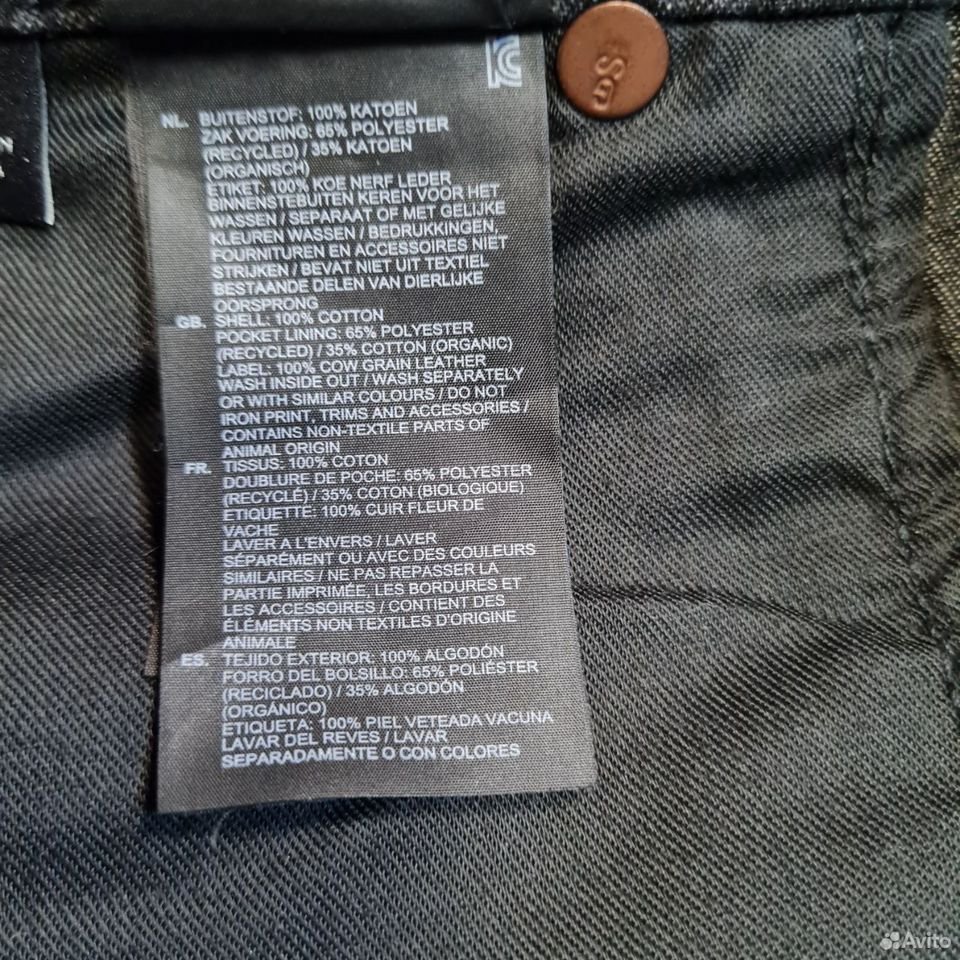 NL. BUITENSTOF: 100% KATOEN
ZAK VOERING: 65% POLYESTER
(RECYCLED) / 35% KATOEN
(ORGANISCH)
ETIKET: 100% KOE NERF LEDER
BINNENSTEBUITEN KEREN VOOR HET
WASSEN / SEPARAAT OF MET GELIJKE
KLEUREN WASSEN / BEDRUKKINGEN,
FOURNITUREN EN ACCESSOIRES NIET
STRIJKEN / BEVAT NIET UIT TEXTIEL
BESTAANDE DELEN VAN DIERLIJKE
OORSPRONG
GB. SHELL: 100% COTTON
POCKET LINING: 65% POLYESTER
(RECYCLED) / 35% COTTON (ORGANIC)
LABEL: 100% COW GRAIN LEATHER
WASH INSIDE OUT / WASH SEPARATELY
OR WITH SIMILAR COLOURS / DO NOT
IRON PRINT, TRIMS AND ACCESSORIES /
CONTAINS NON-TEXTILE PARTS OF
ANIMAL ORIGIN
FR. TISSUS: 100% COTON
DOUBLURE DE POCHE: 65% POLYESTER
(RECYCLÉ) / 35% COTON (BIOLOGIQUE)
ETIQUETTE: 100% CUIR FLEUR DE
VACHE
LAVER A L'ENVERS / LAVER
SÉPARÉMENT OU AVEC DES COULEURS
SIMILAIRES / NE PAS REPASSER LA
PARTIE IMPRIMÉE, LES BORDURES ET
LES ACCESSOIRES / CONTIENT DES
ÉLÉMENTS NON TEXTILES D'ORIGINE
ANIMALE
ES. TEJIDO EXTERIOR: 100% ALGODÓN
FORRO DEL BOLSILLO: 65% POLIÉSTER
(RECICLADO) / 35% ALGODÓN
(ORGÁNICO)
ETIQUETA: 100% PIEL VETEADA VACUNA
LAVAR DEL REVES / LAVAR
SEPARADAMENTE O CON COLORES
Avito